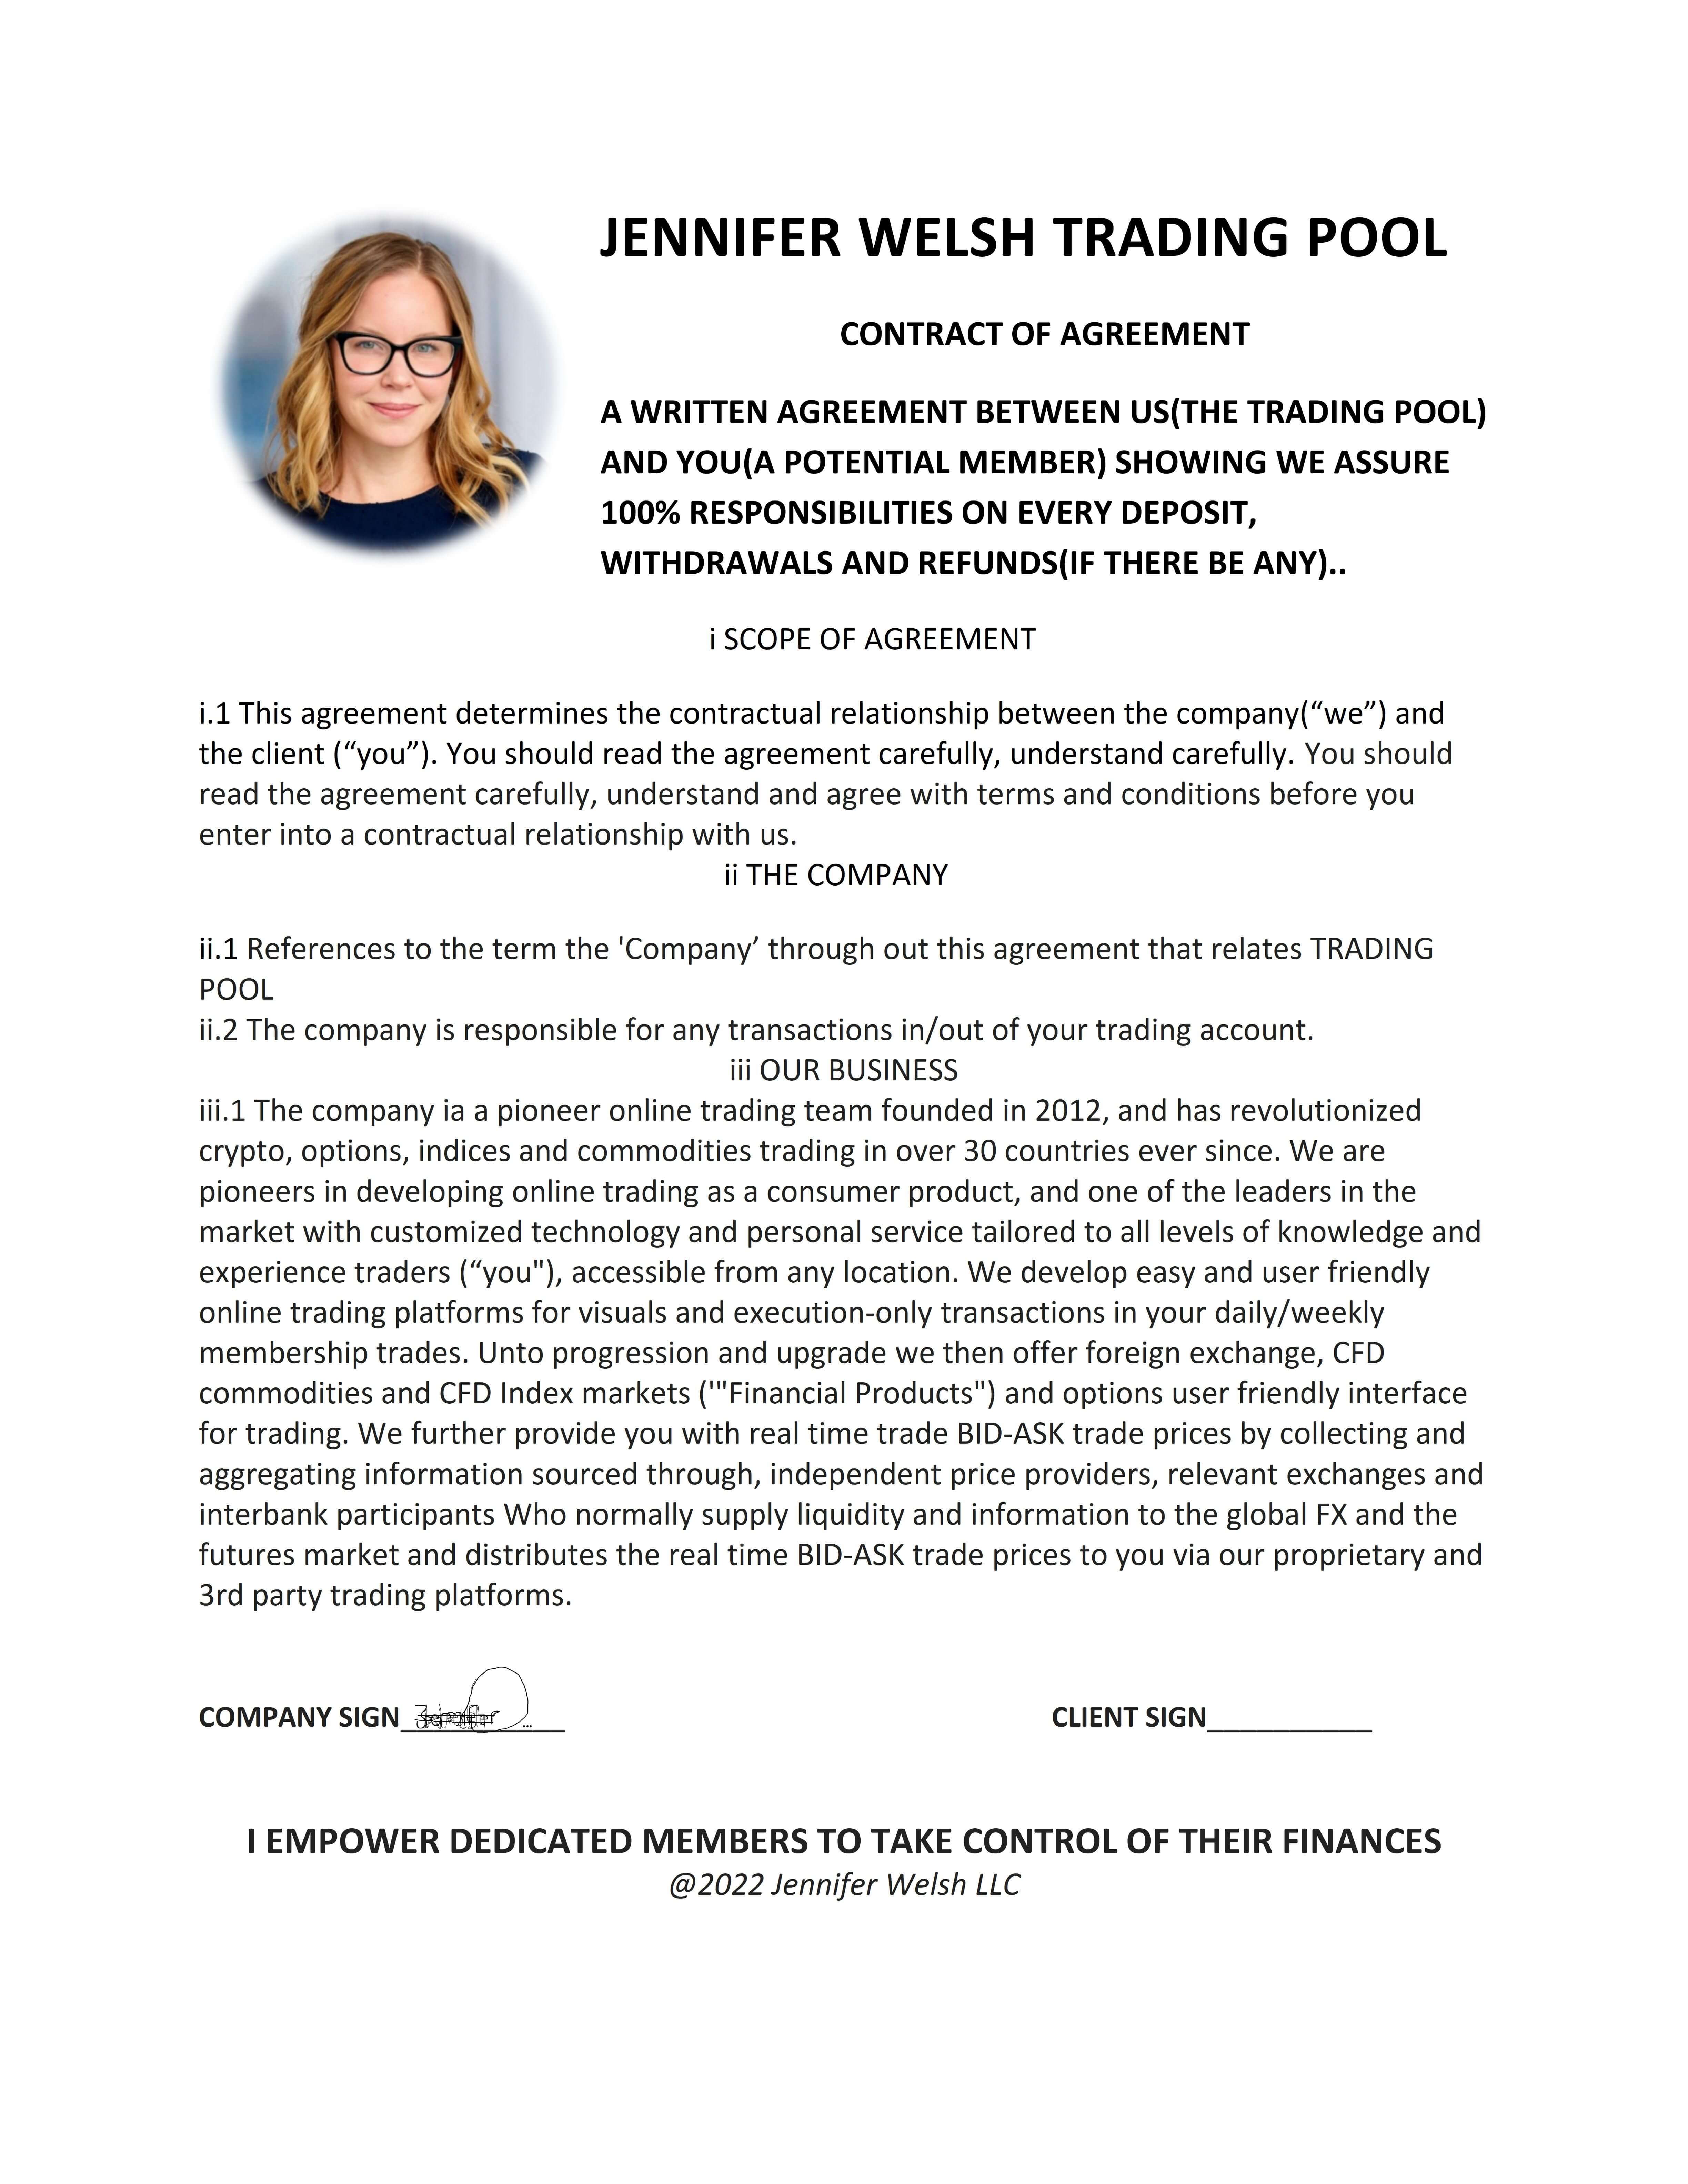 JENNIFER WELSH TRADING POOL
CONTRACT OF AGREEMENT
A WRITTEN AGREEMENT BETWEEN US(THE TRADING POOL)
AND YOU(A POTENTIAL MEMBER) SHOWING WE ASSURE
100% RESPONSIBILITIES ON EVERY DEPOSIT,
WITHDRAWALS AND REFUNDS(IF THERE BE ANY)..
i SCOPE OF AGREEMENT
i.1 This agreement determines the contractual relationship between the company(“we”) and
the client (“you”). You should read the agreement carefully, understand carefully. You should
read the agreement carefully, understand and agree with terms and conditions before you
enter into a contractual relationship with us.
ii THE COMPANY
ii.1 References to the term the 'Company’ through out this agreement that relates TRADING
POOL
ii.2 The company is responsible for any transactions in/out of your trading account.
iii OUR BUSINESS
iii.1 The company ia a pioneer online trading team founded in 2012, and has revolutionized
crypto, options, indices and commodities trading in over 30 countries ever since. We are
pioneers in developing online trading as a consumer product, and one of the leaders in the
market with customized technology and personal service tailored to all levels of knowledge and
experience traders (“you"), accessible from any location. We develop easy and user friendly
online trading platforms for visuals and execution-only transactions in your daily/weekly
membership trades. Unto progression and upgrade we then offer foreign exchange, CFD
commodities and CFD Index markets ('"Financial Products") and options user friendly interface
for trading. We further provide you with real time trade BID-ASK trade prices by collecting and
aggregating information sourced through, independent price providers, relevant exchanges and
interbank participants Who normally supply liquidity and information to the global FX and the
futures market and distributes the real time BID-ASK trade prices to you via our proprietary and
3rd party trading platforms.
COMPANY SIGN____________ CLIENT SIGN____________
I EMPOWER DEDICATED MEMBERS TO TAKE CONTROL OF THEIR FINANCES
@2022 Jennifer Welsh LLC